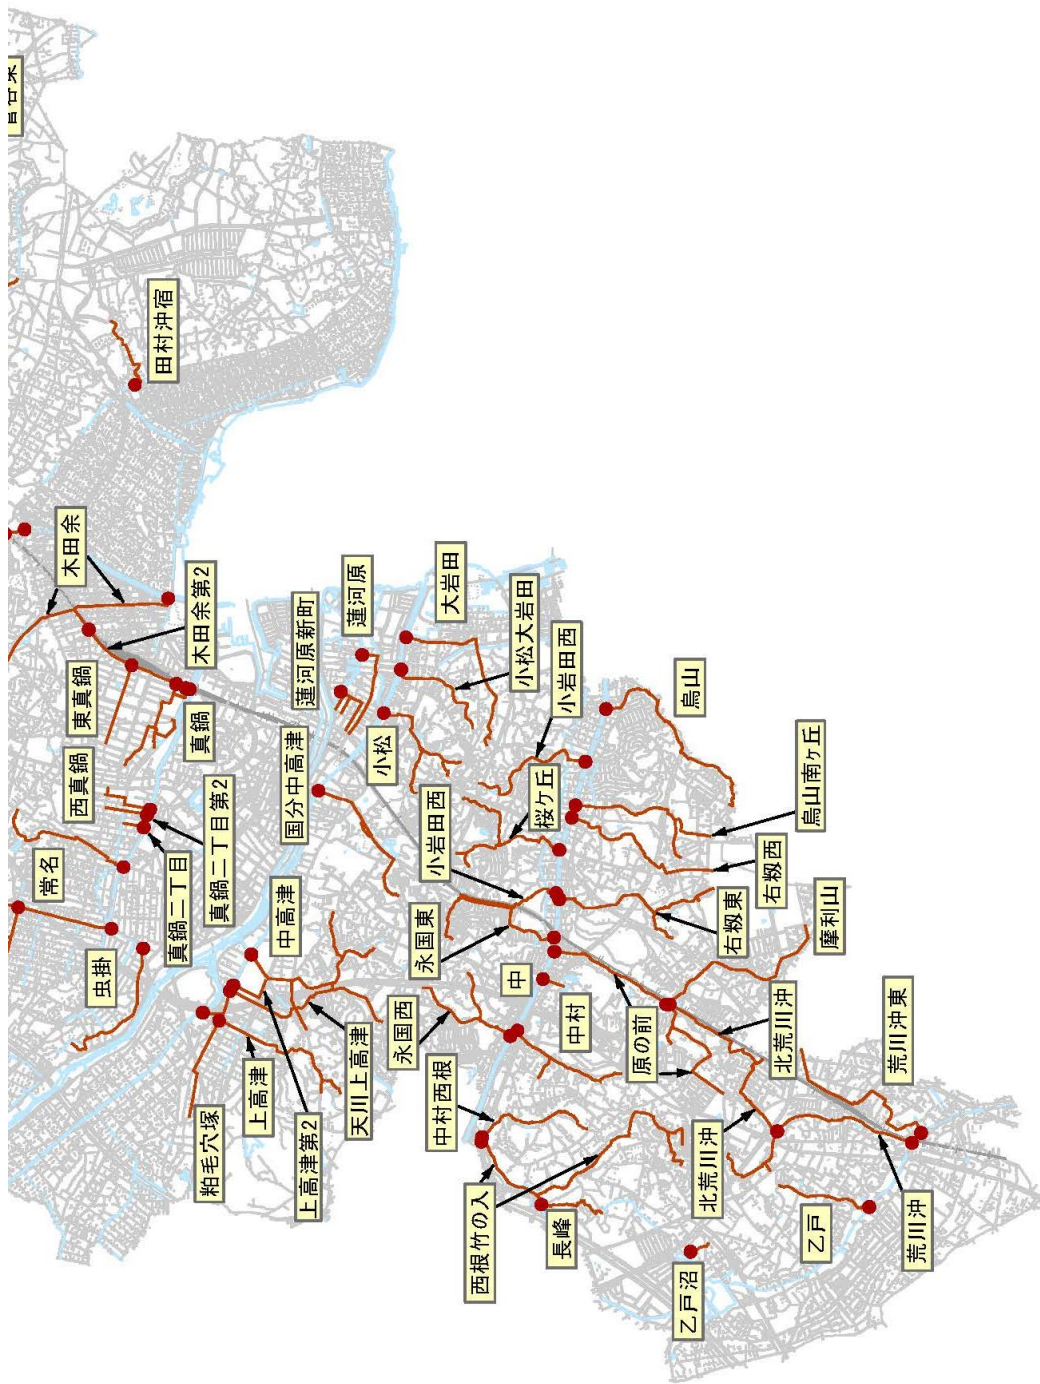 田村沖宿
木田余
木田余第2
東真鍋
真鍋
西真鍋
真鍋二丁目第2
真鍋二丁目
常名
虫掛
蓮河原
蓮河原新町
大岩田
小松大岩田
小岩田西
小松
国分中高津
烏山
桜ケ丘
烏山南ケ丘
小岩田西
右籾西
右籾東
摩利山
中高津
永国東
中
中村
永国西
原の前
北荒川沖
荒川沖東
天川上高津
上高津
上高津第2
粕毛穴塚
中村西根
西根竹の入
長峰
北荒川沖
乙戸
荒川沖
乙戸沼